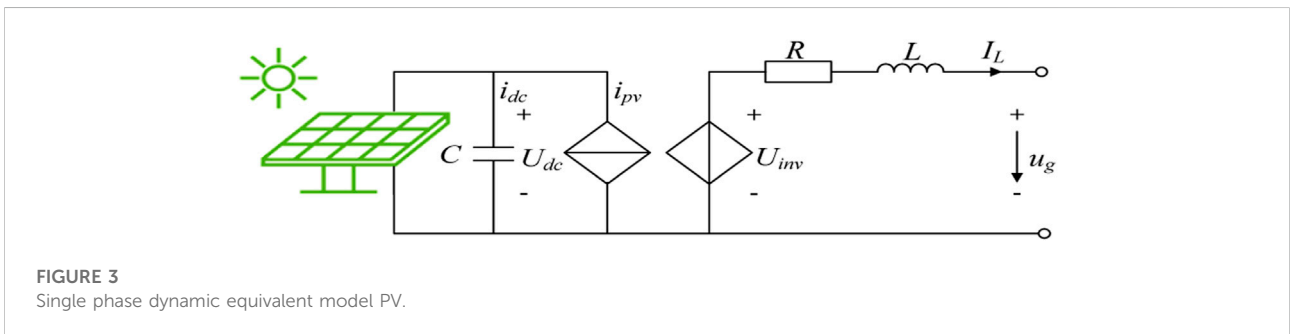 R L I_L
i_dc i_pv
+ + +
C U_dc U_inv u_g
- - -
FIGURE 3
Single phase dynamic equivalent model PV.